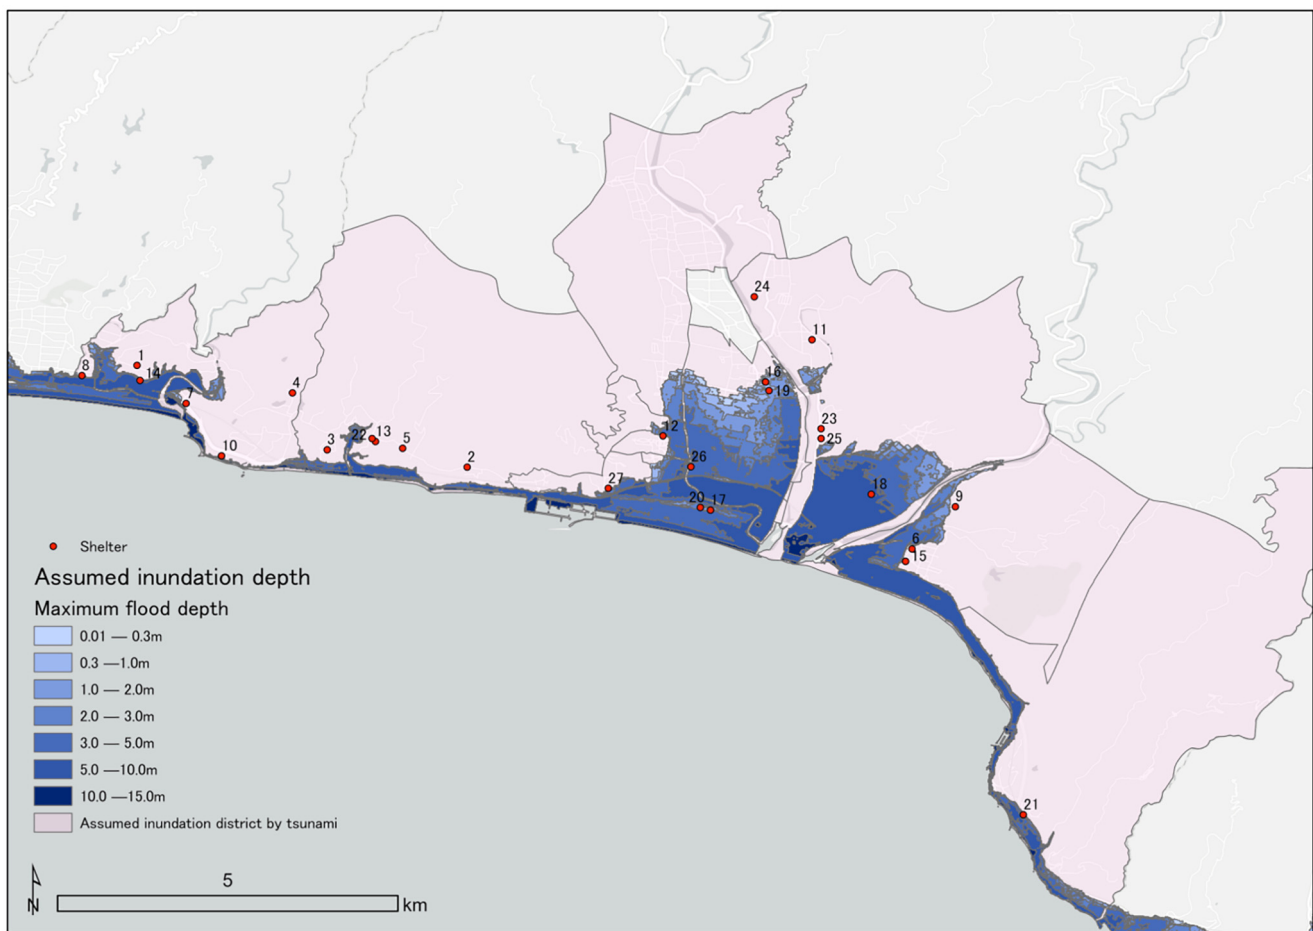 24
11
1
8
14
16
4
19
7
23
13
12
22
25
3
5
10
2
26
27
18
20
17
9
6
15
Shelter
Assumed inundation depth
Maximum flood depth
0.01 — 0.3m
0.3 —1.0m
1.0 — 2.0m
2.0 — 3.0m
3.0 — 5.0m
5.0 —10.0m
10.0 —15.0m
21
Assumed inundation district by tsunami
N
5
km